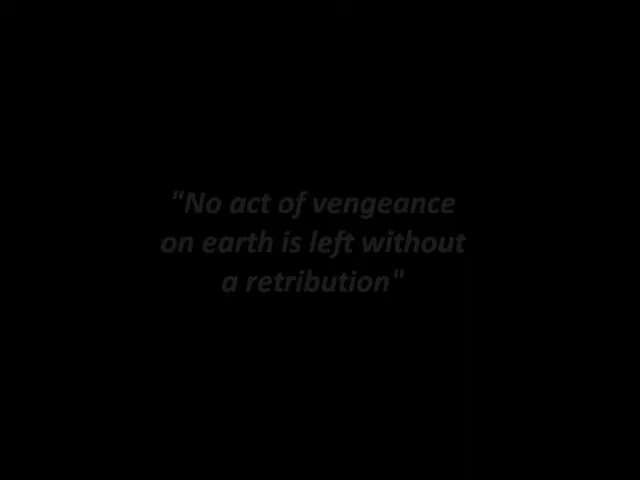 "No act of vengeance
on earth is left without
a retribution"